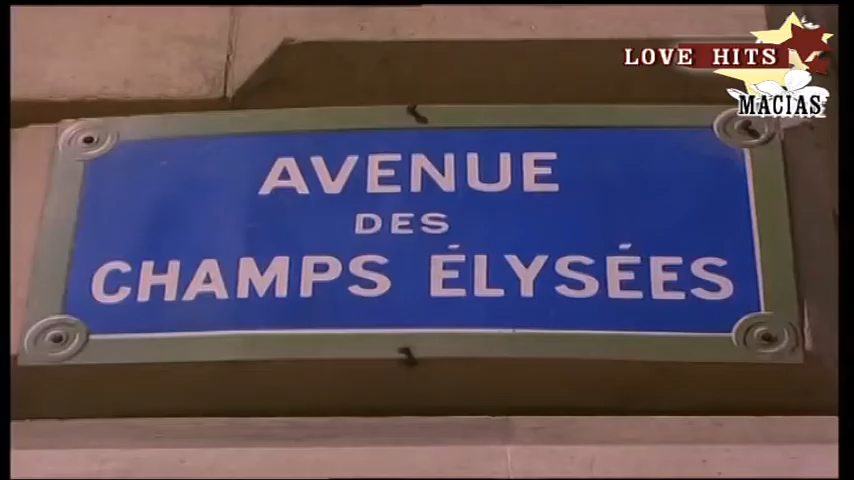 LOVE HITS
MACIAS
AVENUE
DES
CHAMPS ÉLYSÉES